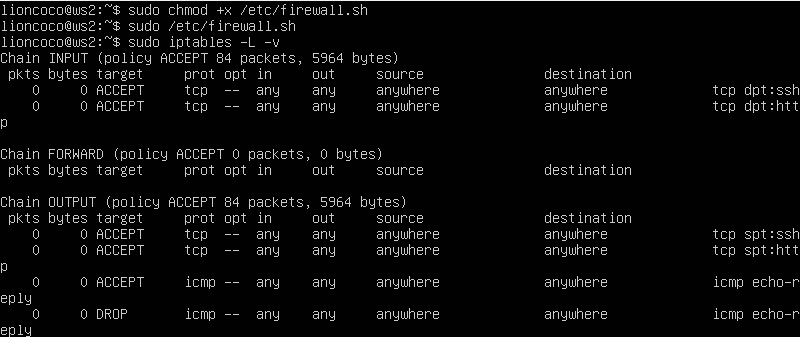 lioncoco@ws2:~$ sudo chmod +x /etc/firewall.sh
lioncoco@ws2:~$ sudo /etc/firewall.sh
lioncoco@ws2:~$ sudo iptables -L -v
Chain INPUT (policy ACCEPT 84 packets, 5964 bytes)
 pkts bytes target     prot opt in     out     source               destination
    0     0 ACCEPT     tcp  --  any    any     anywhere             anywhere             tcp dpt:ssh
    0     0 ACCEPT     tcp  --  any    any     anywhere             anywhere             tcp dpt:htt
p
Chain FORWARD (policy ACCEPT 0 packets, 0 bytes)
 pkts bytes target     prot opt in     out     source               destination
Chain OUTPUT (policy ACCEPT 84 packets, 5964 bytes)
 pkts bytes target     prot opt in     out     source               destination
    0     0 ACCEPT     tcp  --  any    any     anywhere             anywhere             tcp spt:ssh
    0     0 ACCEPT     tcp  --  any    any     anywhere             anywhere             tcp spt:htt
p
    0     0 ACCEPT     icmp --  any    any     anywhere             anywhere             icmp echo-r
eply
    0     0 DROP       icmp --  any    any     anywhere             anywhere             icmp echo-r
eply